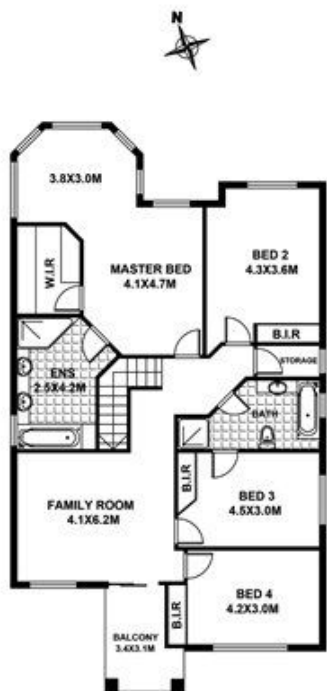 N
3.8X3.0M
W.I.R
MASTER BED
4.1X4.7M
BED 2
4.3X3.6M
B.I.R
STORAGE
ENS
2.5X4.2M
BATH
B.I.R
FAMILY ROOM
4.1X6.2M
BED 3
4.5X3.0M
BED 4
4.2X3.0M
B.I.R
BALCONY
3.4X3.1M